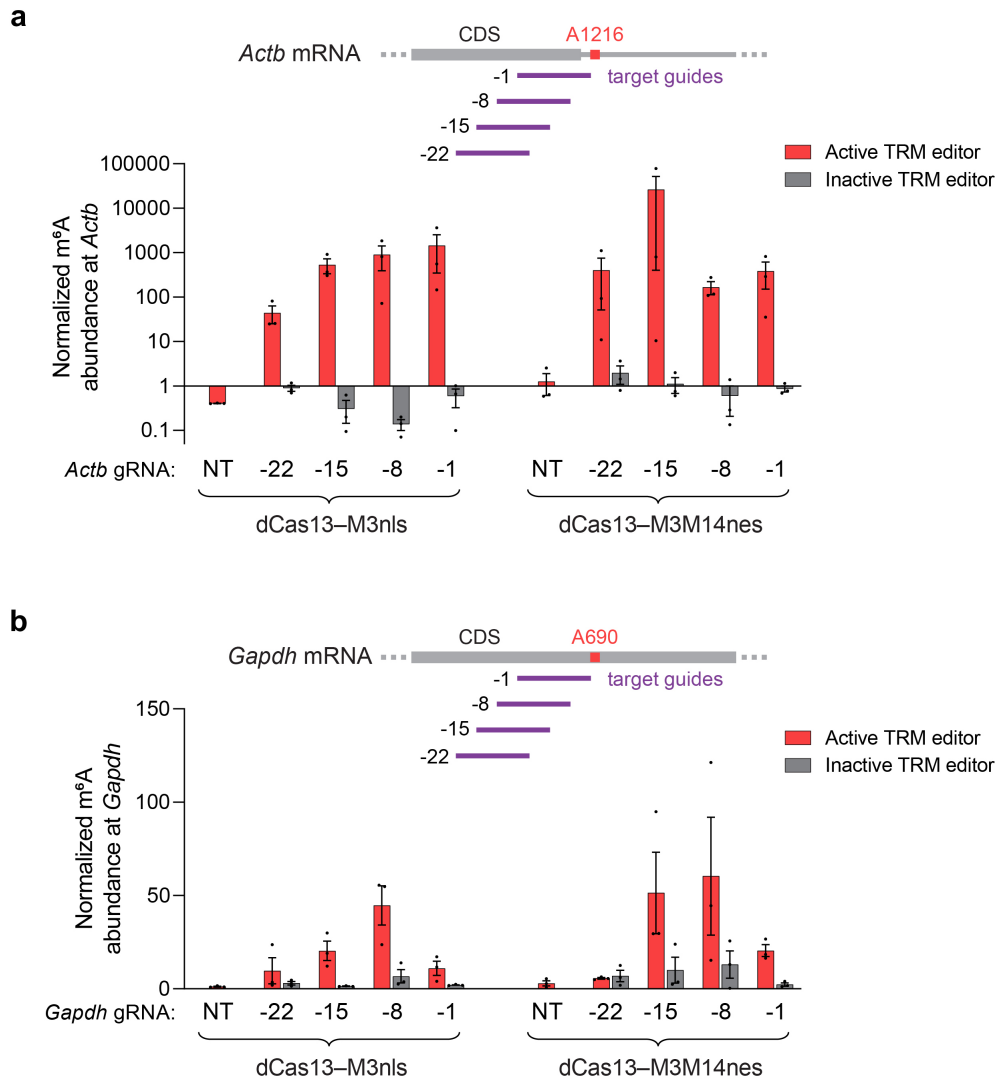 a
CDS
A1216
Actb mRNA
-1
target guides
-8
-15
-22
Active TRM editor
Inactive TRM editor
Normalized m⁶A
abundance at Actb
100000
10000
1000
100
10
1
0.1
Actb gRNA: NT -22 -15 -8 -1 NT -22 -15 -8 -1
dCas13–M3nls dCas13–M3M14nes
b
CDS
A690
Gapdh mRNA
-1
target guides
-8
-15
-22
Active TRM editor
Inactive TRM editor
Normalized m⁶A
abundance at Gapdh
150
100
50
0
Gapdh gRNA: NT -22 -15 -8 -1 NT -22 -15 -8 -1
dCas13–M3nls dCas13–M3M14nes